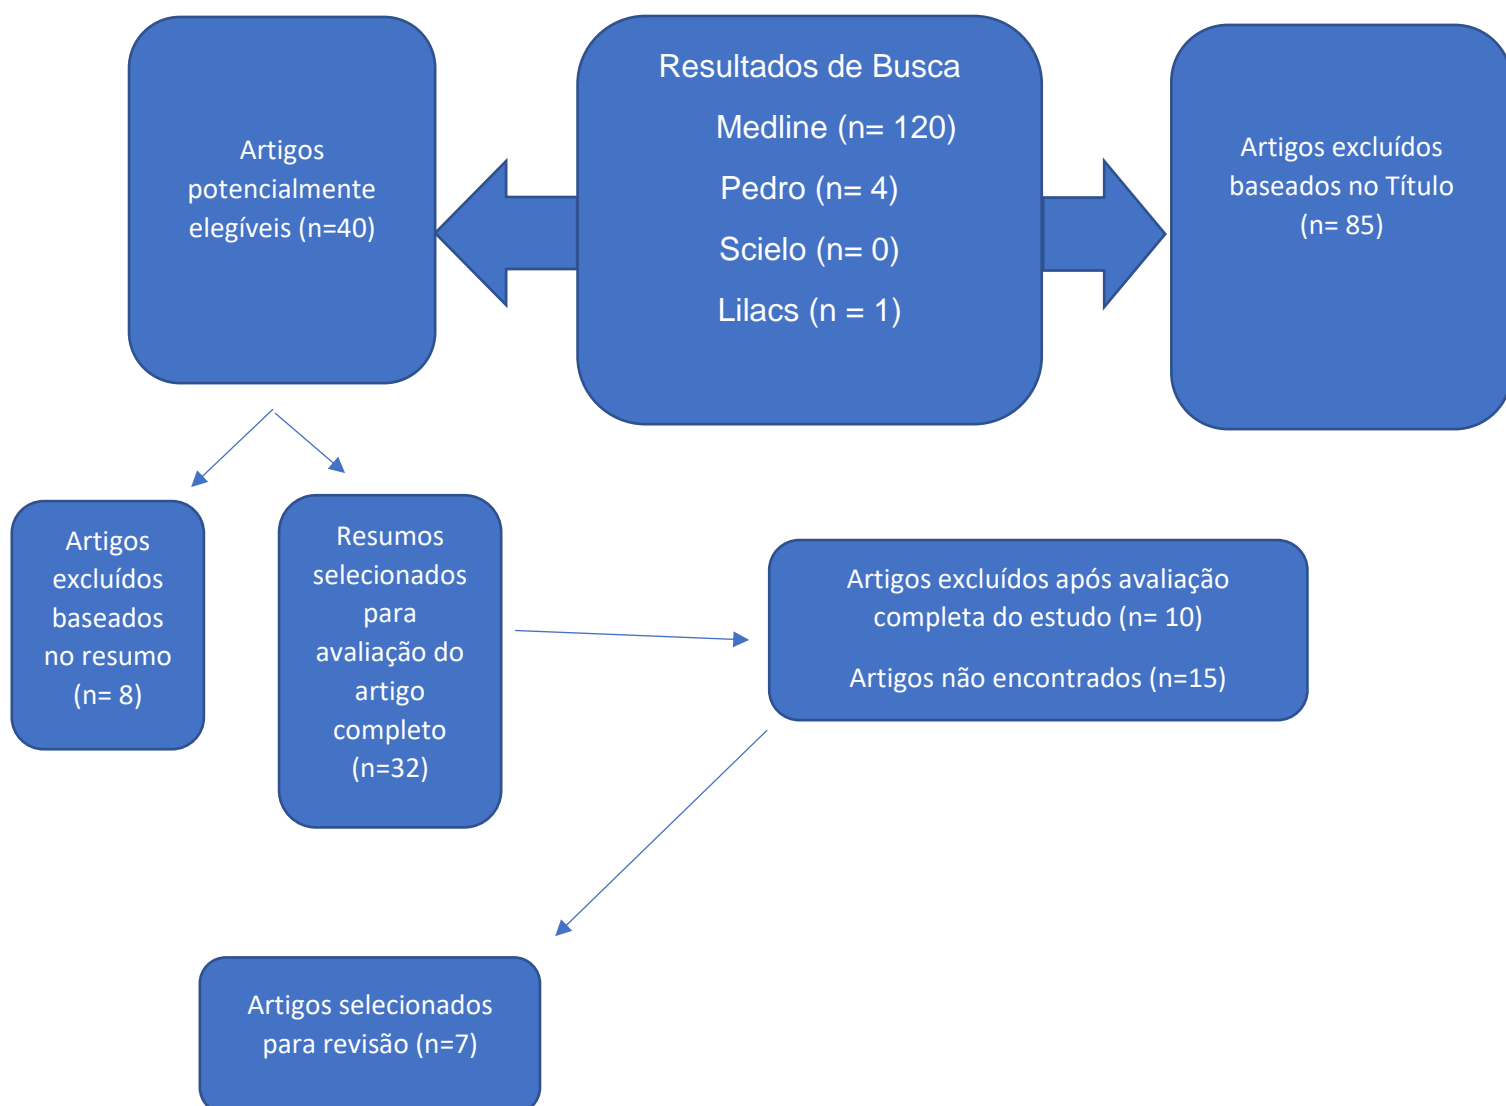 Artigos
potencialmente
elegíveis (n=40)
Resultados de Busca
Medline (n= 120)
Pedro (n= 4)
Scielo (n= 0)
Lilacs (n = 1)
Artigos excluídos
baseados no Título
(n= 85)
Artigos
excluídos
baseados
no resumo
(n= 8)
Resumos
selecionados
para
avaliação do
artigo
completo
(n=32)
Artigos excluídos após avaliação
completa do estudo (n= 10)
Artigos não encontrados (n=15)
Artigos selecionados
para revisão (n=7)